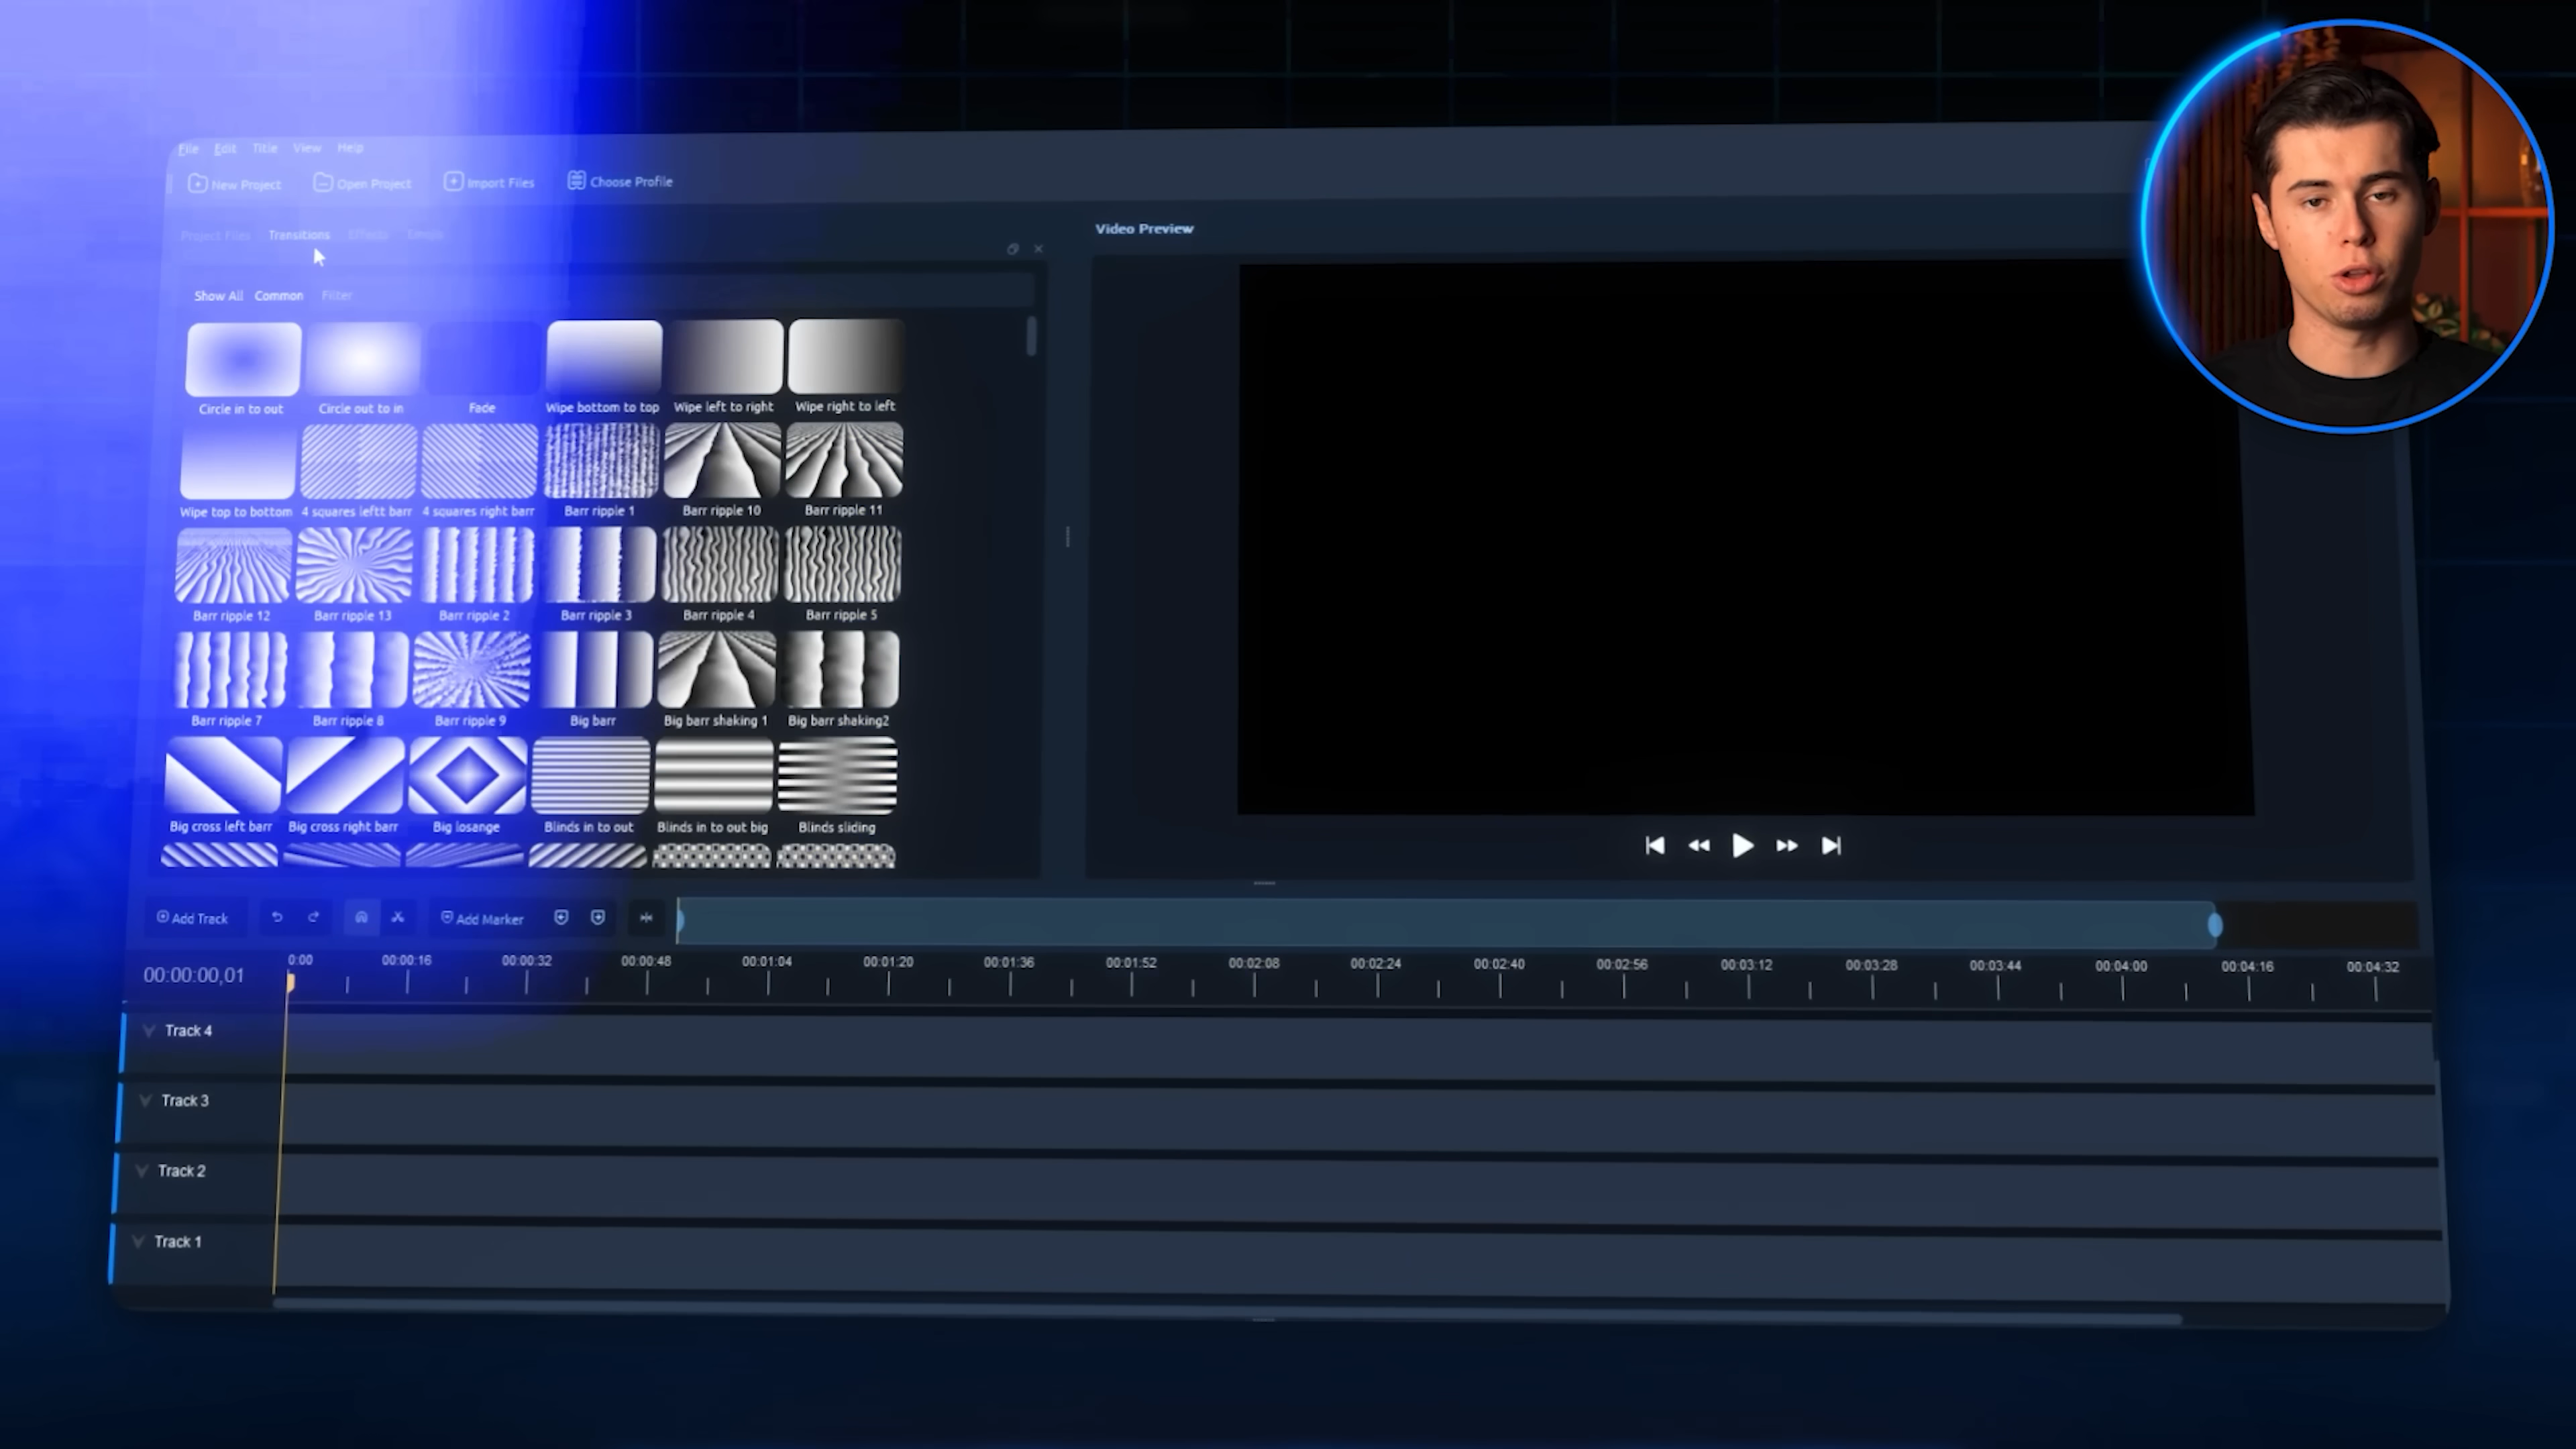 File Edit Title View Help
New Project Open Project Import Files Choose Profile
Project Files Transitions Effects Emojis
Video Preview
Show All Common Filter
Circle in to out Circle out to in Fade Wipe bottom to top Wipe left to right Wipe right to left
Wipe top to bottom 4 squares leftt barr 4 squares right barr Barr ripple 1 Barr ripple 10 Barr ripple 11
Barr ripple 12 Barr ripple 13 Barr ripple 2 Barr ripple 3 Barr ripple 4 Barr ripple 5
Barr ripple 7 Barr ripple 8 Barr ripple 9 Big barr Big barr shaking 1 Big barr shaking2
Big cross left barr Big cross right barr Big losange Blinds in to out Blinds in to out big Blinds sliding
Add Track Add Marker
00:00:00,01 0:00 00:00:16 00:00:32 00:00:48 00:01:04 00:01:20 00:01:36 00:01:52 00:02:08 00:02:24 00:02:40 00:02:56 00:03:12 00:03:28 00:03:44 00:04:00 00:04:16 00:04:32
Track 4
Track 3
Track 2
Track 1